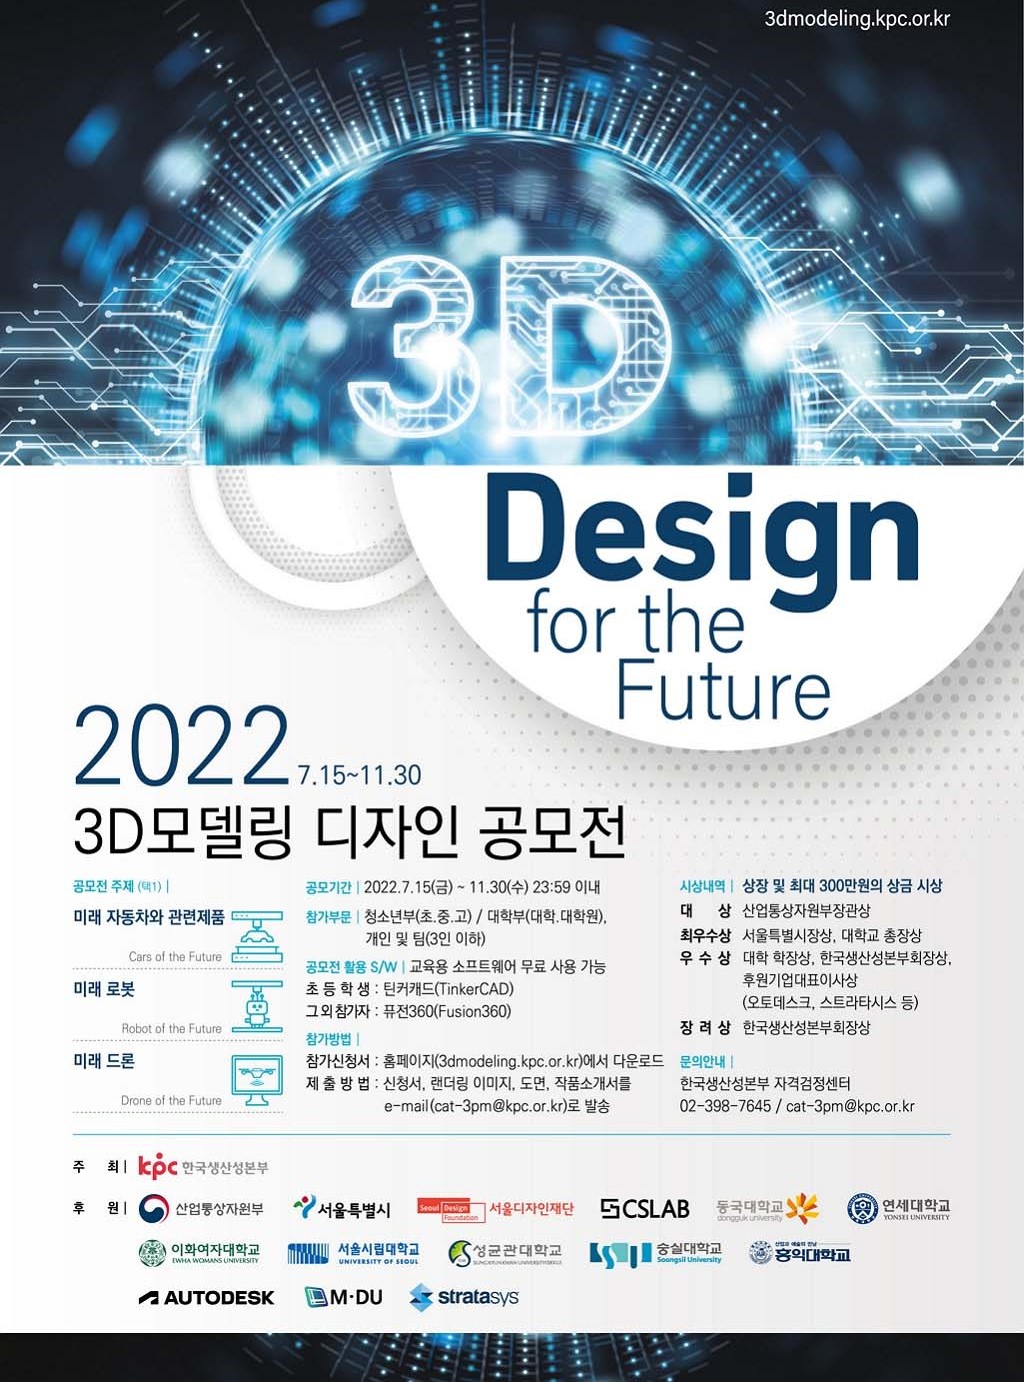 3dmodeling.kpc.or.kr
3D
Design
for the
Future
2022 7.15~11.30
3D모델링 디자인 공모전
공모전 주제 (택1) |
미래 자동차와 관련제품
Cars of the Future
미래 로봇
Robot of the Future
미래 드론
Drone of the Future
공모기간 | 2022.7.15(금) ~ 11.30(수) 23:59 이내
참가부문 | 청소년부(초.중.고) / 대학부(대학.대학원),
개인 및 팀(3인 이하)
공모전 활용 S/W | 교육용 소프트웨어 무료 사용 가능
초 등 학 생 : 틴커캐드(TinkerCAD)
그외참가자 : 퓨전360(Fusion360)
참가방법 |
참가신청서 : 홈페이지(3dmodeling.kpc.or.kr)에서 다운로드
제 출 방 법 : 신청서, 랜더링 이미지, 도면, 작품소개서를
e-mail(cat-3pm@kpc.or.kr)로 발송
시상내역 | 상장 및 최대 300만원의 상금 시상
대 상 산업통상자원부장관상
최우수상 서울특별시장상, 대학교 총장상
우 수 상 대학 학장상, 한국생산성본부회장상,
후원기업대표이사상
(오토데스크, 스트라타시스 등)
장 려 상 한국생산성본부회장상
문의안내 |
한국생산성본부 자격검정센터
02-398-7645 / cat-3pm@kpc.or.kr
주 최 | kpc 한국생산성본부
후 원 | 산업통상자원부 서울특별시 Seoul Design Foundation 서울디자인재단 CSLAB 동국대학교 dongguk university 연세대학교 YONSEI UNIVERSITY
이화여자대학교 EWHA WOMANS UNIVERSITY 서울시립대학교 UNIVERSITY OF SEOUL 성균관대학교 SUNGKYUNKWAN UNIVERSITY 숭실대학교 Soongsil University 산업과 예술의 만남 홍익대학교
AUTODESK M·DU stratasys